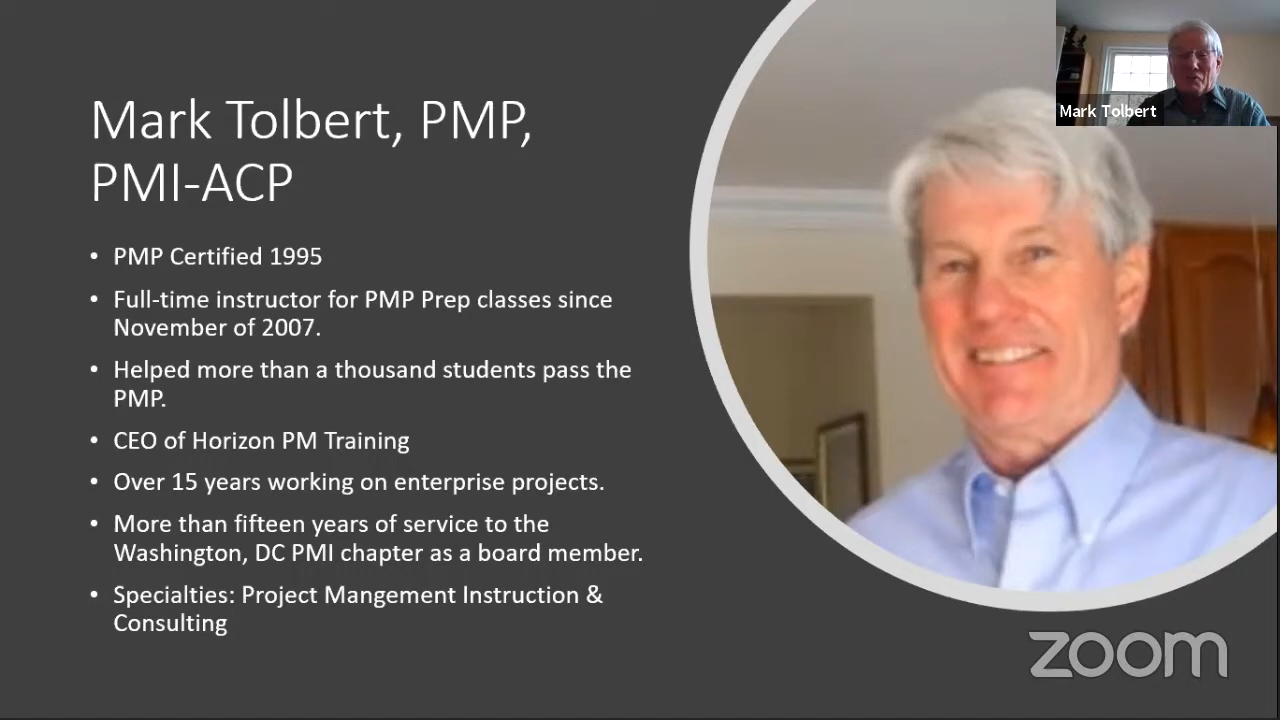 Mark Tolbert, PMP,
PMI-ACP
• PMP Certified 1995
• Full-time instructor for PMP Prep classes since
November of 2007.
• Helped more than a thousand students pass the
PMP.
• CEO of Horizon PM Training
• Over 15 years working on enterprise projects.
• More than fifteen years of service to the
Washington, DC PMI chapter as a board member.
• Specialties: Project Mangement Instruction &
Consulting
Mark Tolbert
zoom